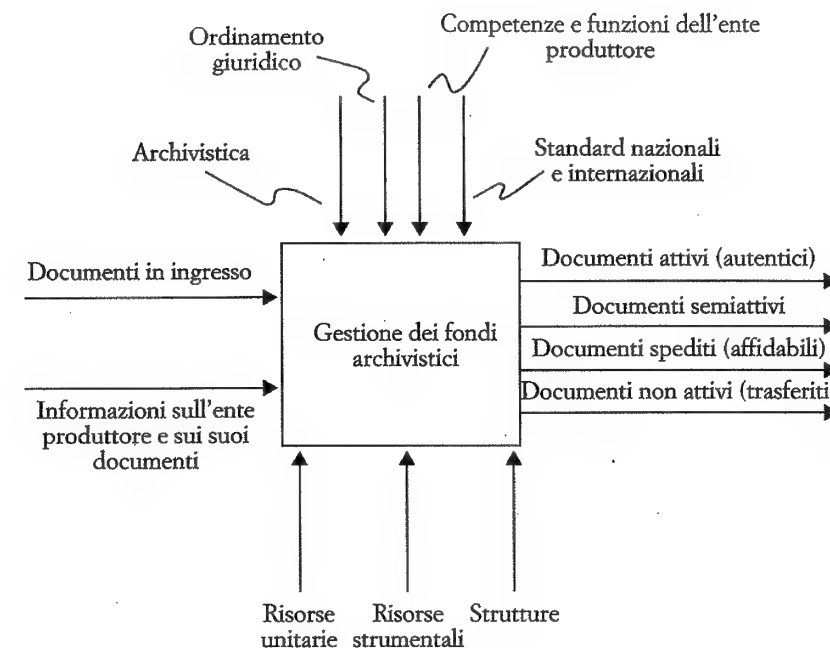 Ordinamento
giuridico
Competenze e funzioni dell'ente
produttore
Archivistica
Standard nazionali
e internazionali
Documenti in ingresso
Informazioni sull'ente
produttore e sui suoi
documenti
Gestione dei fondi
archivistici
Documenti attivi (autentici)
Documenti semiattivi
Documenti spediti (affidabili)
Documenti non attivi (trasferiti
Risorse
unitarie
Risorse
strumentali
Strutture